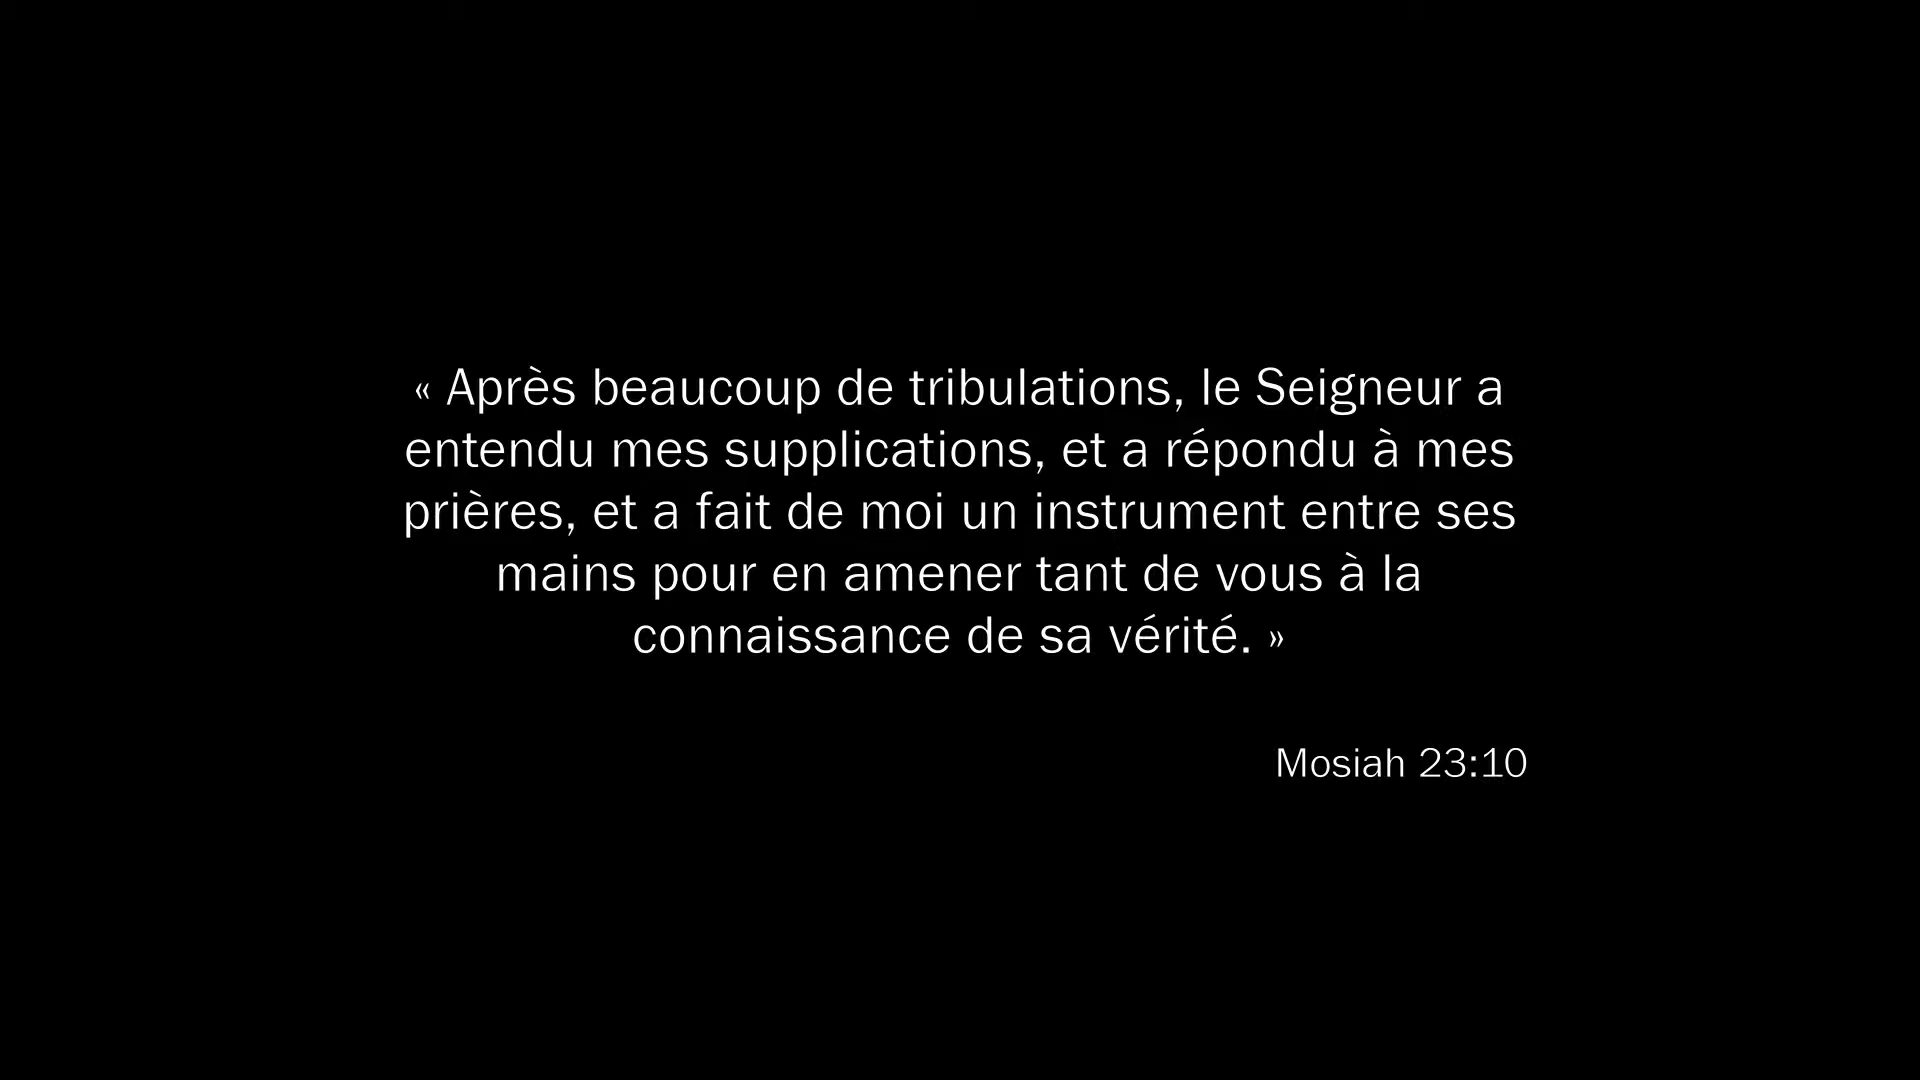 « Après beaucoup de tribulations, le Seigneur a
entendu mes supplications, et a répondu à mes
prières, et a fait de moi un instrument entre ses
mains pour en amener tant de vous à la
connaissance de sa vérité. »
Mosiah 23:10